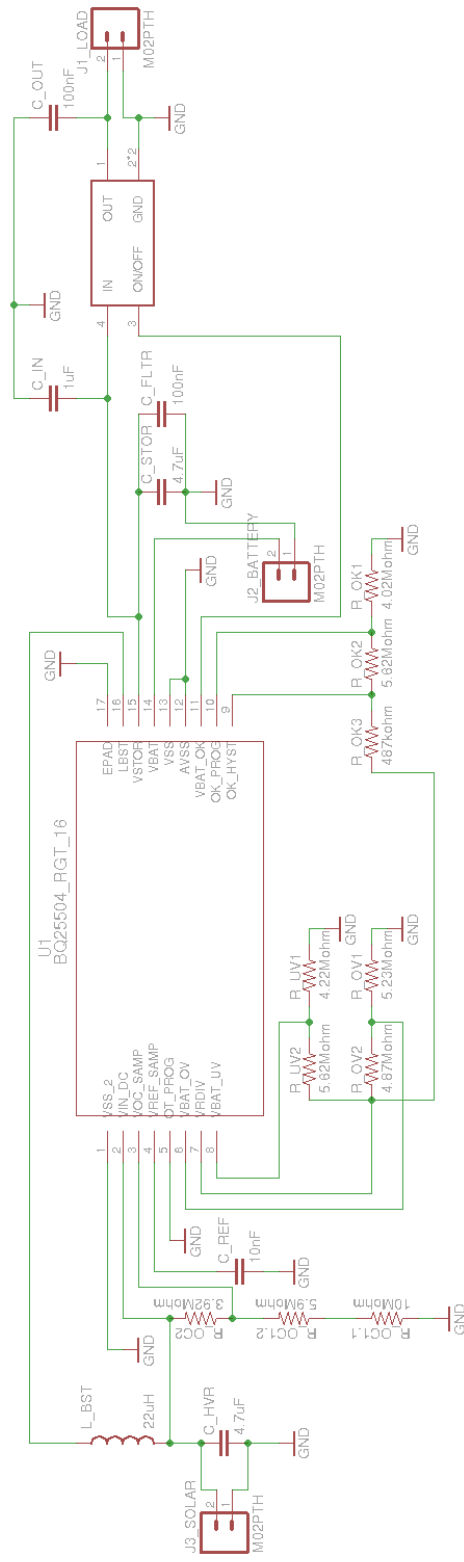 J3_SOLAR
2
1
M02PTH
L_BST
22uH
C_HVR
4.7uF
GND
GND
R_OC2
3.92Mohm
R_OC1.2
5.9Mohm
R_OC1.1
10Mohm
GND
C_REF
10nF
GND
GND
U1
BQ25504_RGT_16
1
2
3
4
5
6
7
8
VSS_2
VIN_DC
VOC_SAMP
VREF_SAMP
OT_PROG
VBAT_OV
VRDIV
VBAT_UV
EPAD
LBST
VSTOR
VBAT
VSS
AVSS
VBAT_OK
OK_PROG
OK_HYST
17
16
15
14
13
12
11
10
9
R_UV2
5.62Mohm
R_UV1
4.22Mohm
GND
R_OV2
4.87Mohm
R_OV1
5.23Mohm
GND
GND
GND
R_OK3
487kohm
R_OK2
5.62Mohm
R_OK1
4.02Mohm
GND
J2_BATTERY
2
1
M02PTH
C_STOR
4.7uF
C_FLTR
100nF
GND
C_IN
1uF
GND
4
3
IN
ON/OFF
OUT
GND
1
2*2
C_OUT
100nF
GND
J1_LOAD
2
1
M02PTH